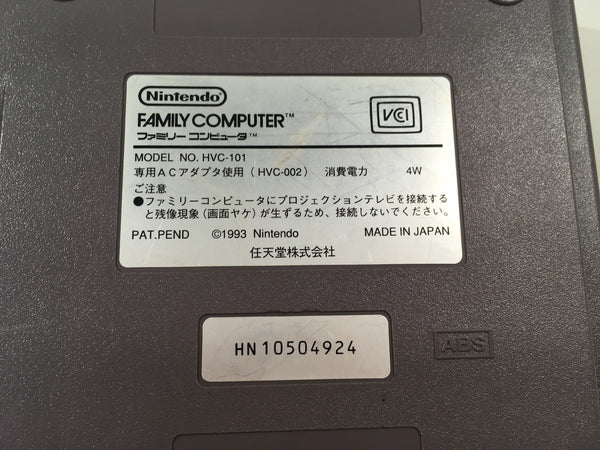 Nintendo
FAMILY COMPUTER™
ファミリー コンピュータ™
VCCI
MODEL NO. HVC-101
専用ACアダプタ使用 (HVC-002) 消費電力 4W
ご注意
●ファミリーコンピュータにプロジェクションテレビを接続する
と残像現象(画面ヤケ)が生ずるため、接続しないでください。
PAT.PEND ©1993 Nintendo MADE IN JAPAN
任天堂株式会社
HN10504924
ABS